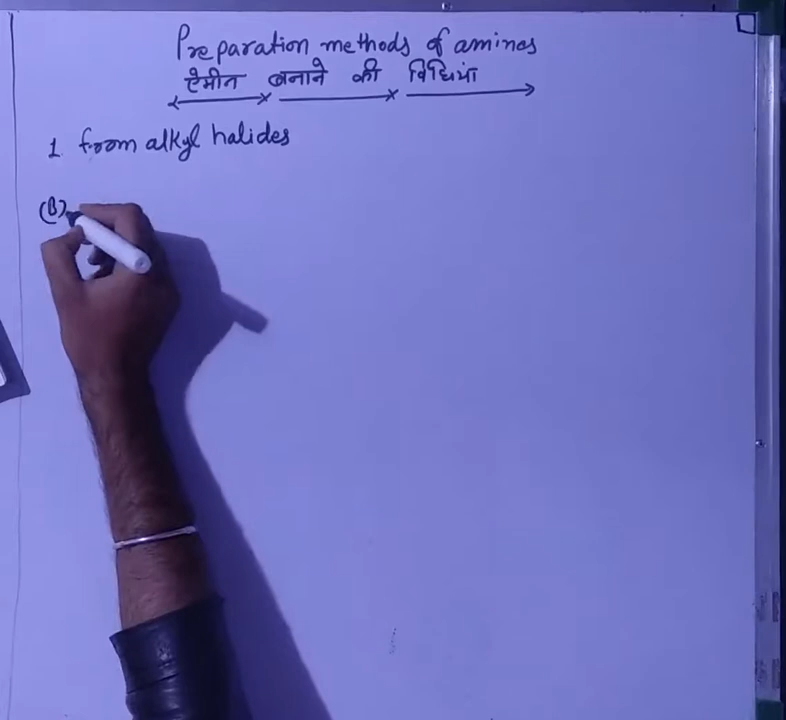 Preparation methods of amines
ऐमीन बनाने की विधियां
1 from alkyl halides
(B)